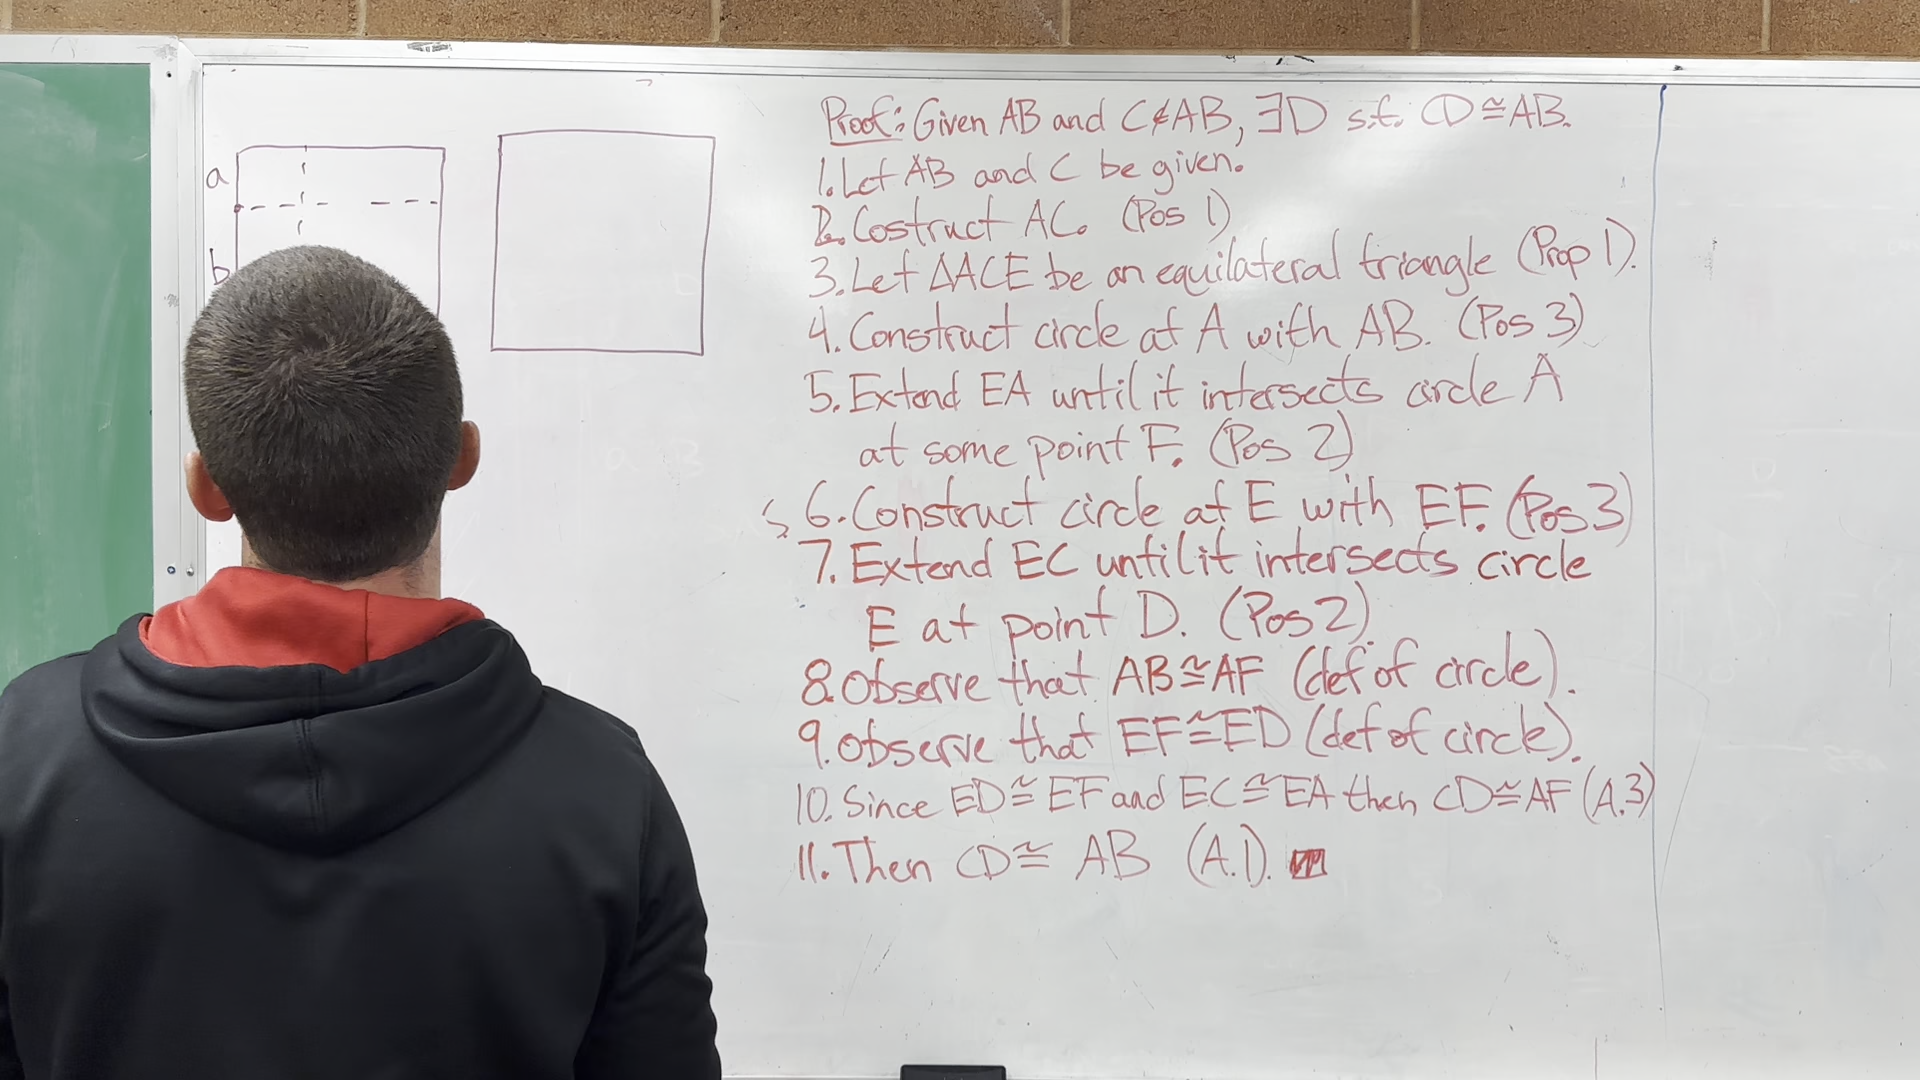 a
b
Proof: Given AB and C∉AB, ∃D s.t. CD≅AB.
1. Let AB and C be given.
2. Costruct AC. (Pos 1)
3. Let ΔACE be an equilateral triangle (Prop 1).
4. Construct circle at A with AB. (Pos 3)
5. Extend EA until it intersects circle A
at some point F. (Pos 2)
6. Construct circle at E with EF. (Pos 3)
7. Extend EC until it intersects circle
E at point D. (Pos 2).
8. Observe that AB≅AF (def of circle).
9. Observe that EF≅ED (def of circle).
10. Since ED≅EF and EC≅EA then CD≅AF (A.3)
11. Then CD≅AB (A.1).